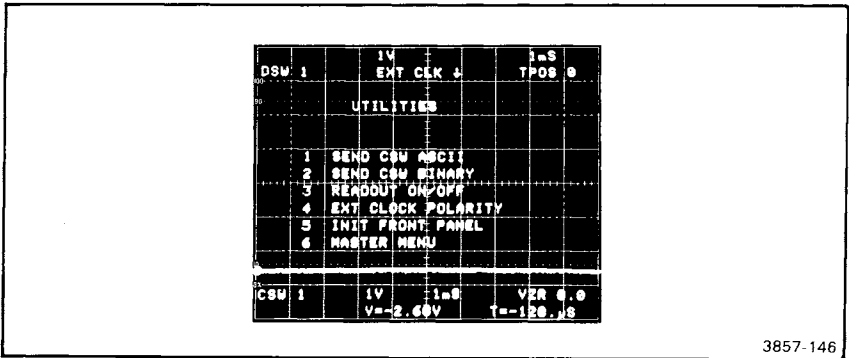 1V 1mS
DSW 1 EXT CLK ↓ TPOS 0
100
90
UTILITIES
1 SEND CSW ASCII
2 SEND CSW BINARY
3 READOUT ON/OFF
4 EXT CLOCK POLARITY
5 INIT FRONT PANEL
6 MASTER MENU
CSW 1 1V 1mS VZR 0.0
V=-2.60V T=-120.µS
3857-146